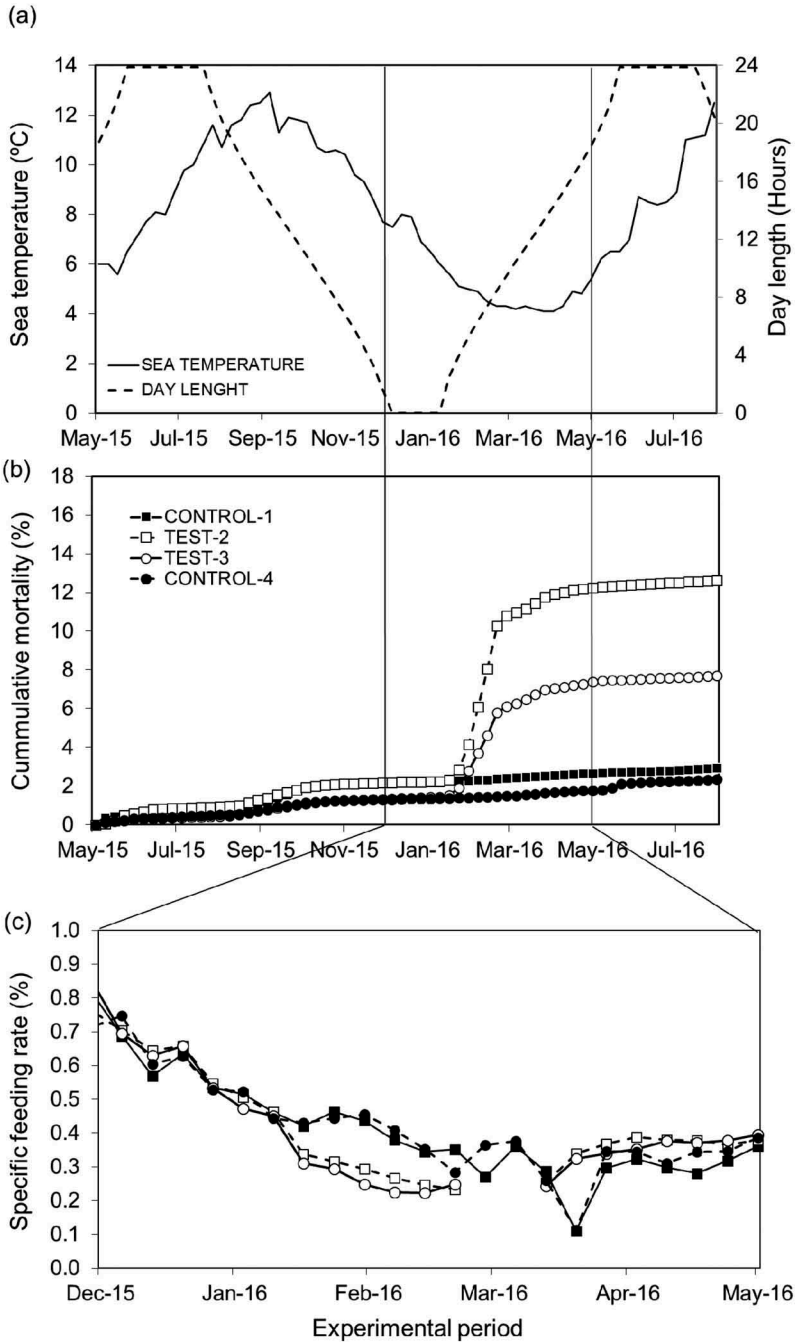 (a)
14
12
10
8
6
4
2
0
Sea temperature (ºC)
24
20
16
12
8
4
0
Day length (Hours)
SEA TEMPERATURE
DAY LENGHT
May-15 Jul-15 Sep-15 Nov-15 Jan-16 Mar-16 May-16 Jul-16
(b)
18
16
14
12
10
8
6
4
2
0
Cummulative mortality (%)
CONTROL-1
TEST-2
TEST-3
CONTROL-4
May-15 Jul-15 Sep-15 Nov-15 Jan-16 Mar-16 May-16 Jul-16
(c)
1.0
0.9
0.8
0.7
0.6
0.5
0.4
0.3
0.2
0.1
0.0
Specific feeding rate (%)
Dec-15 Jan-16 Feb-16 Mar-16 Apr-16 May-16
Experimental period